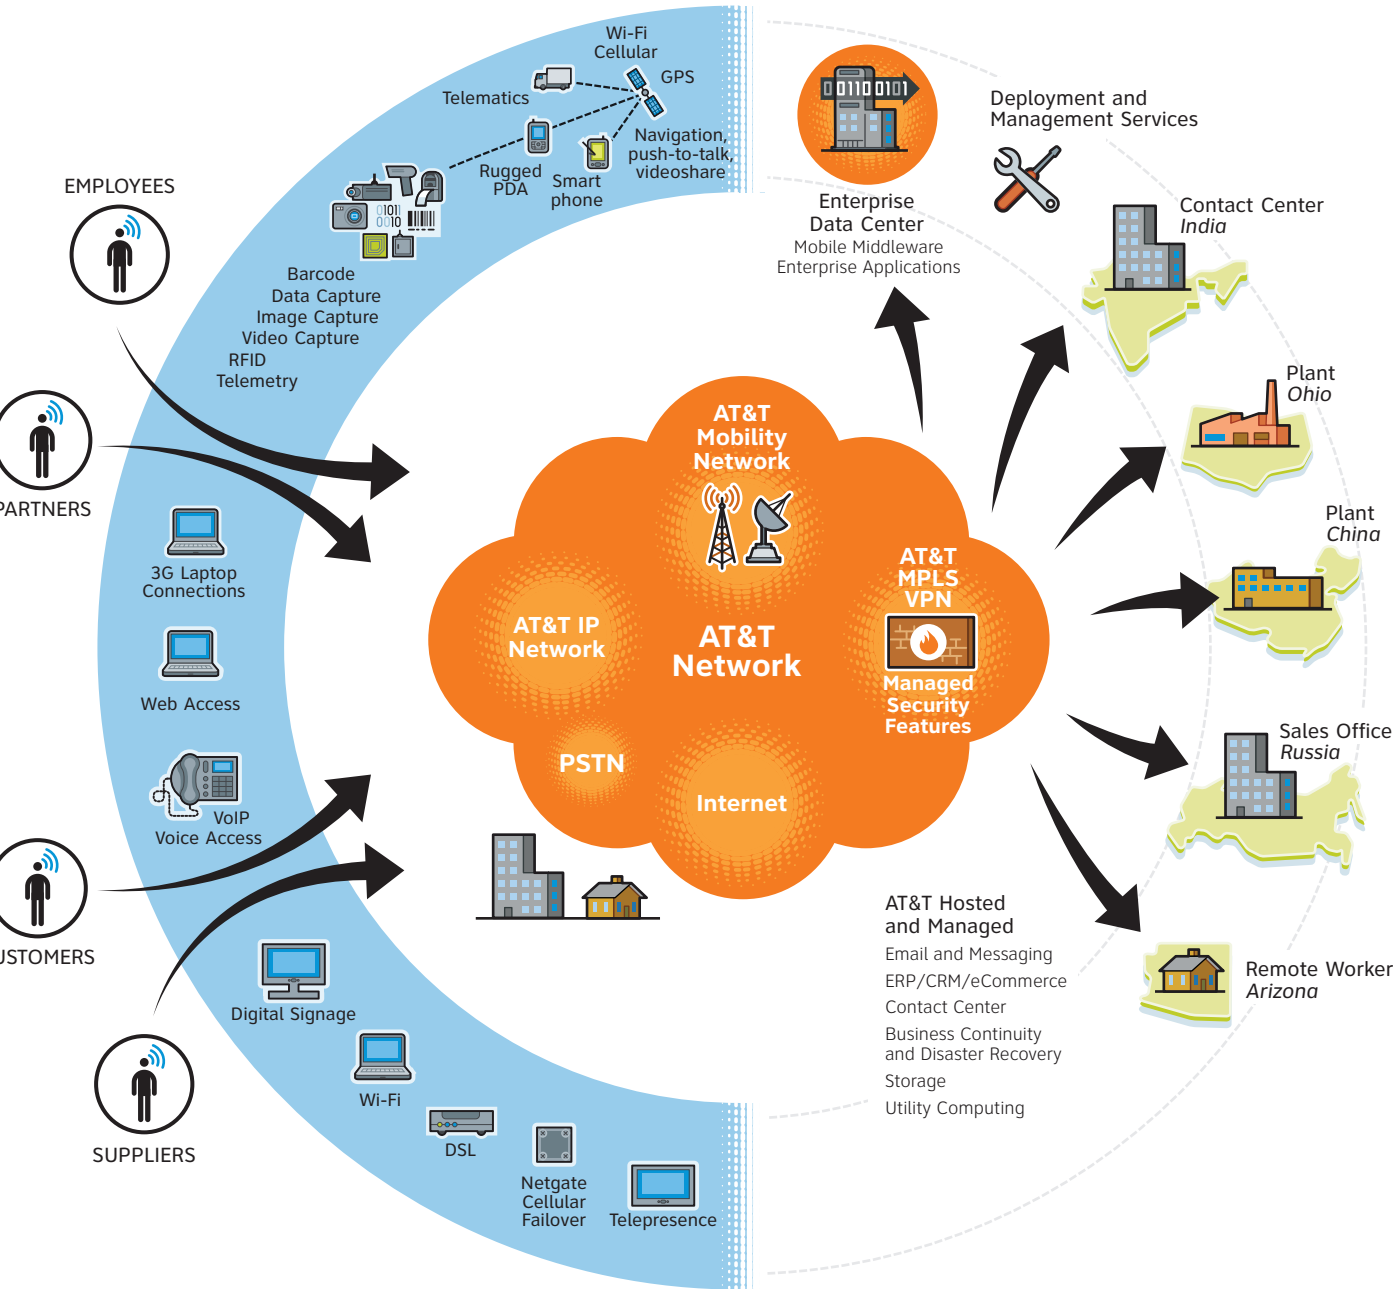 Wi-Fi
Cellular
GPS
Telematics
Navigation,
push-to-talk,
videoshare
Rugged
PDA
Smart
phone
1011
0010
Barcode
Data Capture
Image Capture
Video Capture
RFID
Telemetry
EMPLOYEES
PARTNERS
3G Laptop
Connections
Web Access
VoIP
Voice Access
USTOMERS
Digital Signage
SUPPLIERS
Wi-Fi
DSL
Netgate
Cellular
Failover
Telepresence
AT&T
Mobility
Network
AT&T IP
Network
AT&T
Network
AT&T
MPLS
VPN
Managed
Security
Features
PSTN
Internet
001100101
Enterprise
Data Center
Mobile Middleware
Enterprise Applications
Deployment and
Management Services
Contact Center
India
Plant
Ohio
Plant
China
Sales Office
Russia
Remote Worker
Arizona
AT&T Hosted
and Managed
Email and Messaging
ERP/CRM/eCommerce
Contact Center
Business Continuity
and Disaster Recovery
Storage
Utility Computing